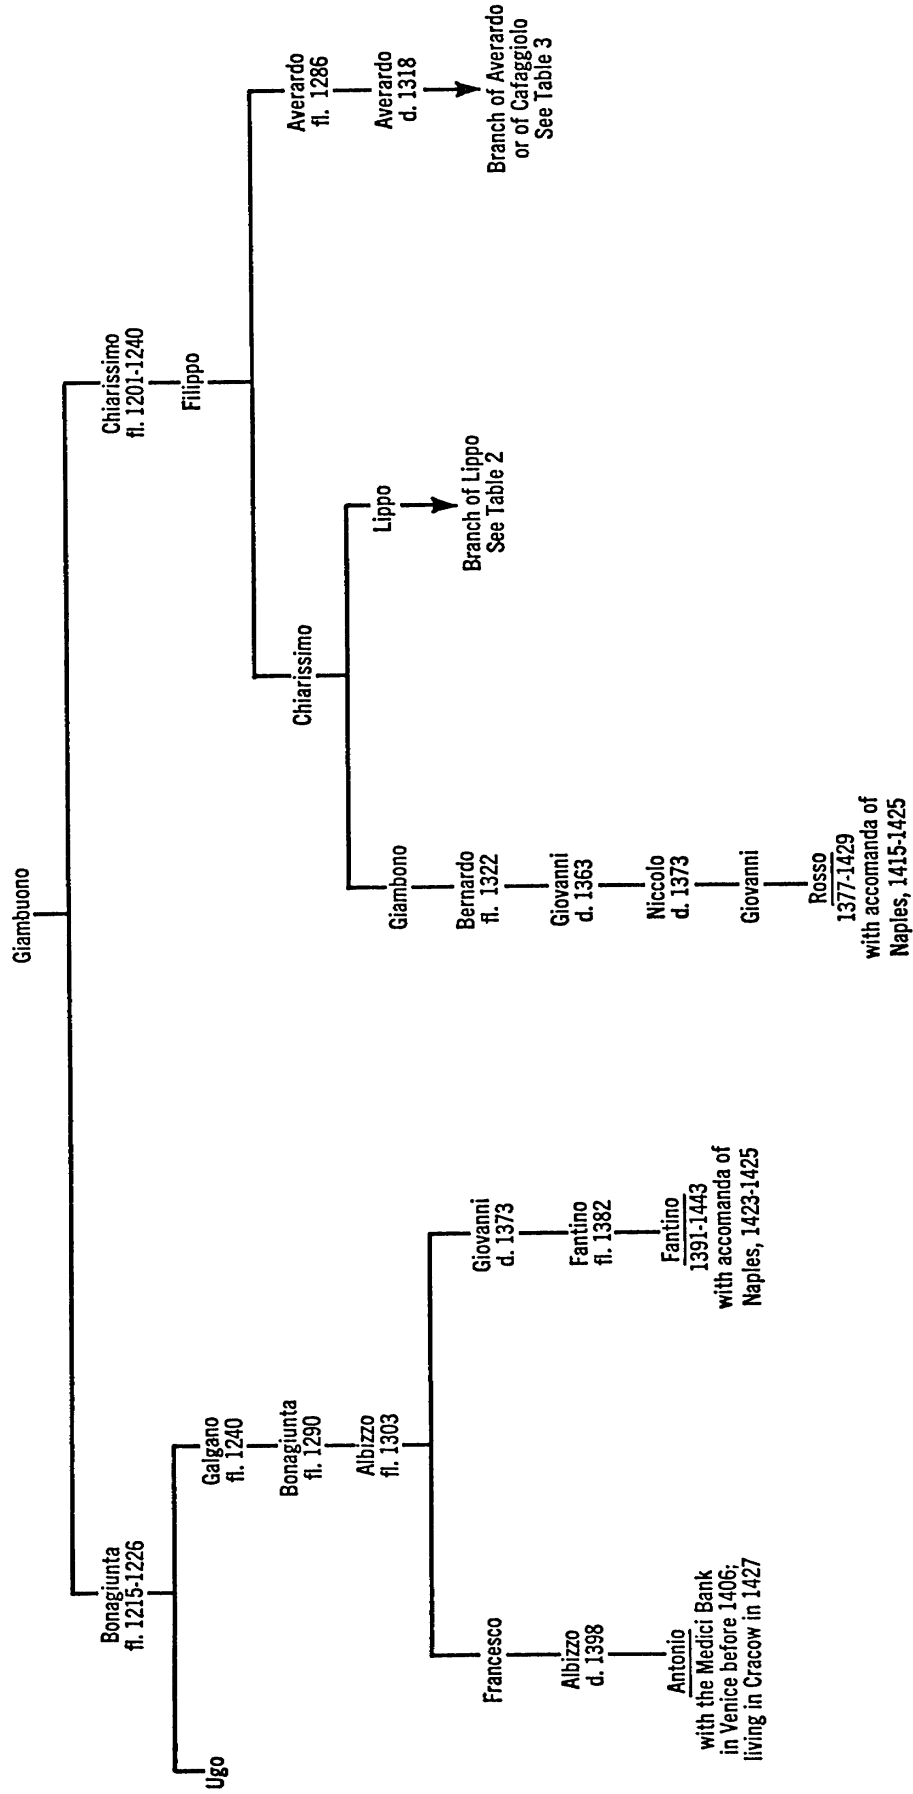 Giambuono
Bonagiunta
fl. 1215-1226
Chiarissimo
fl. 1201-1240
Ugo
Galgano
fl. 1240
Bonagiunta
fl. 1290
Albizzo
fl. 1303
Francesco
Albizzo
d. 1398
Antonio
with the Medici Bank
in Venice before 1406;
living in Cracow in 1427
Giovanni
d. 1373
Fantino
fl. 1382
Fantino
1391-1443
with accomanda of
Naples, 1423-1425
Filippo
Chiarissimo
Giambono
Bernardo
fl. 1322
Giovanni
d. 1363
Niccolo
d. 1373
Giovanni
Rosso
1377-1429
with accomanda of
Naples, 1415-1425
Lippo
Branch of Lippo
See Table 2
Averardo
fl. 1286
Averardo
d. 1318
Branch of Averardo
or of Cafaggiolo
See Table 3